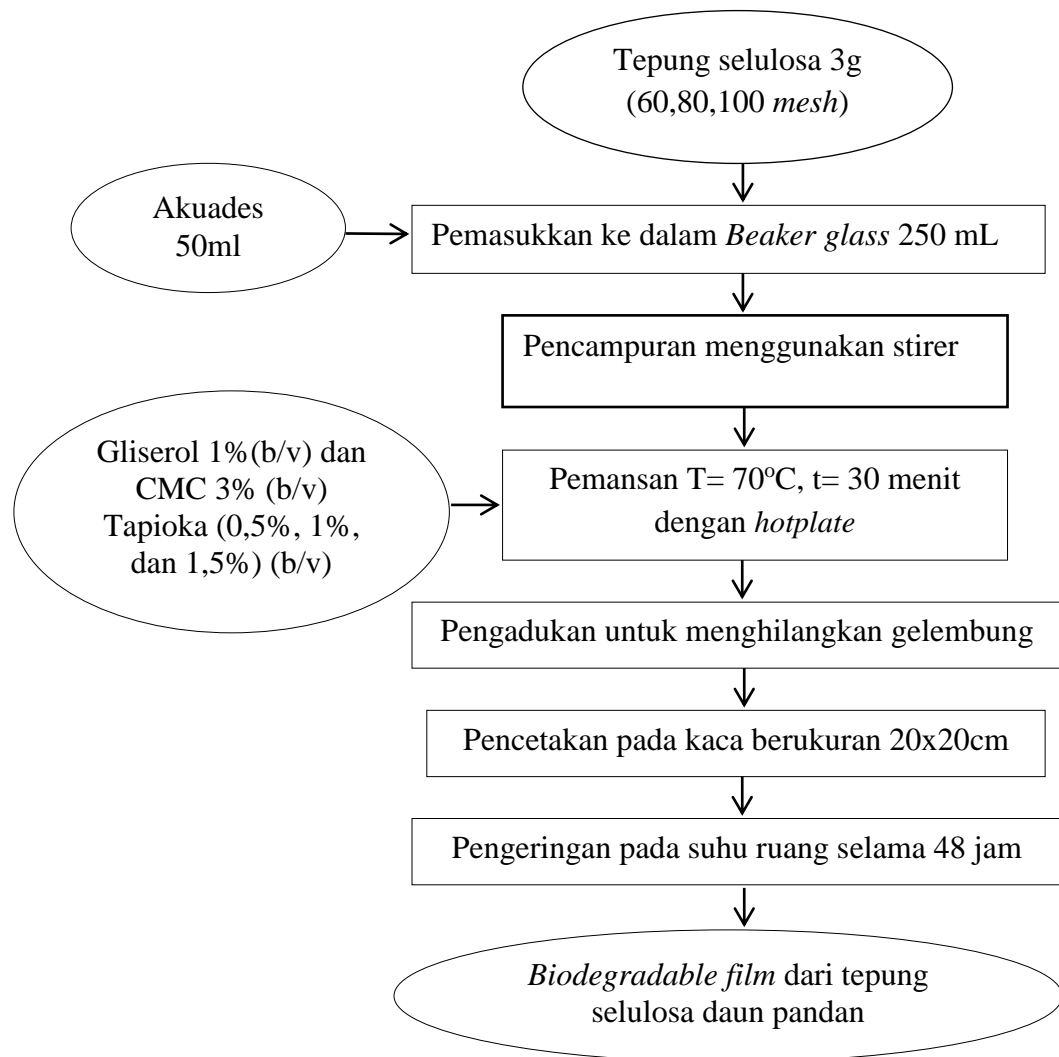 Tepung selulosa 3g
(60,80,100 mesh)
Akuades
50ml
Pemasukkan ke dalam Beaker glass 250 mL
Pencampuran menggunakan stirer
Gliserol 1%(b/v) dan
CMC 3% (b/v)
Tapioka (0,5%, 1%,
dan 1,5%) (b/v)
Pemansan T= 70ºC, t= 30 menit
dengan hotplate
Pengadukan untuk menghilangkan gelembung
Pencetakan pada kaca berukuran 20x20cm
Pengeringan pada suhu ruang selama 48 jam
Biodegradable film dari tepung
selulosa daun pandan